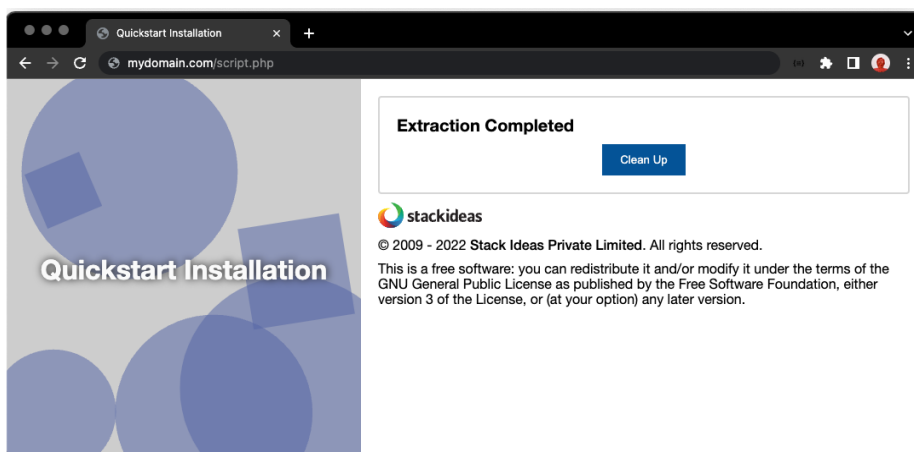 Quickstart Installation
mydomain.com/script.php
Quickstart Installation
Extraction Completed
Clean Up
stackideas
© 2009 - 2022 Stack Ideas Private Limited. All rights reserved.
This is a free software: you can redistribute it and/or modify it under the terms of the
GNU General Public License as published by the Free Software Foundation, either
version 3 of the License, or (at your option) any later version.